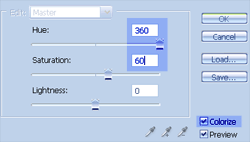 Edit: Master
OK
Hue: 360
Cancel
Saturation: 60
Load...
Save...
Lightness: 0
Colorize
Preview